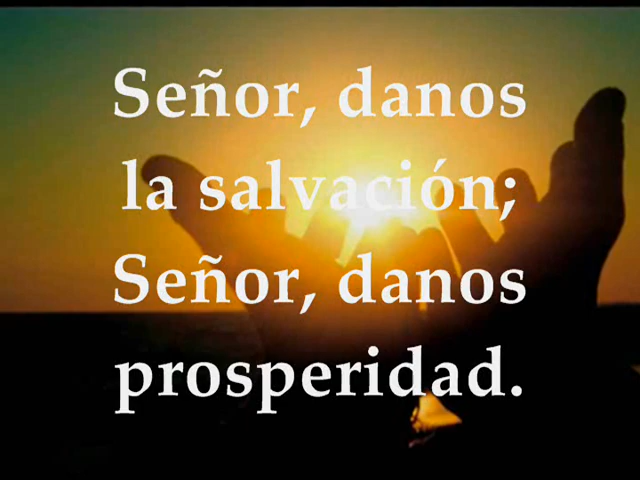 Señor, danos
la salvación;
Señor, danos
prosperidad.